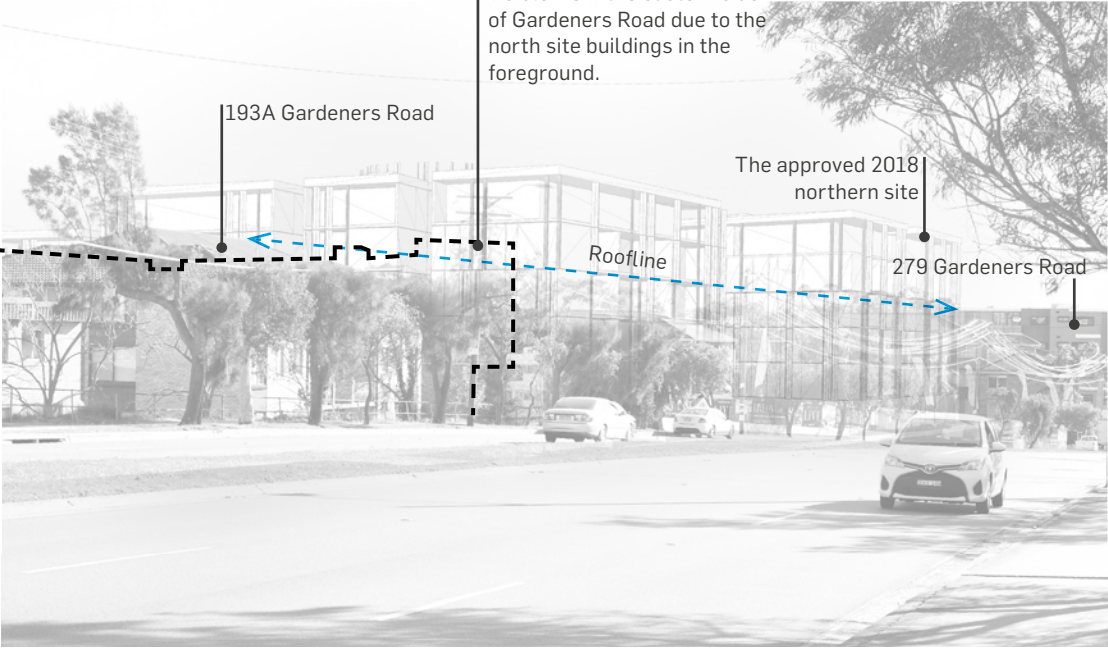 of Gardeners Road due to the
north site buildings in the
foreground.
193A Gardeners Road
The approved 2018
northern site
Roofline
279 Gardeners Road